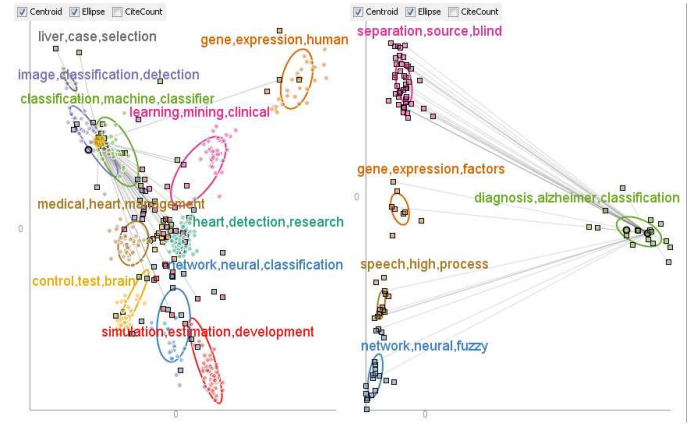 Centroid Ellipse CiteCount
liver,case,selection
gene,expression,human
image,classification,detection
classification,machine,classifier
learning,mining,clinical
medical,heart,management
heart,detection,research
0
network,neural,classification
control,test,brain
simulation,estimation,development
0
Centroid Ellipse CiteCount
separation,source,blind
gene,expression,factors
0
diagnosis,alzheimer,classification
speech,high,process
network,neural,fuzzy
0